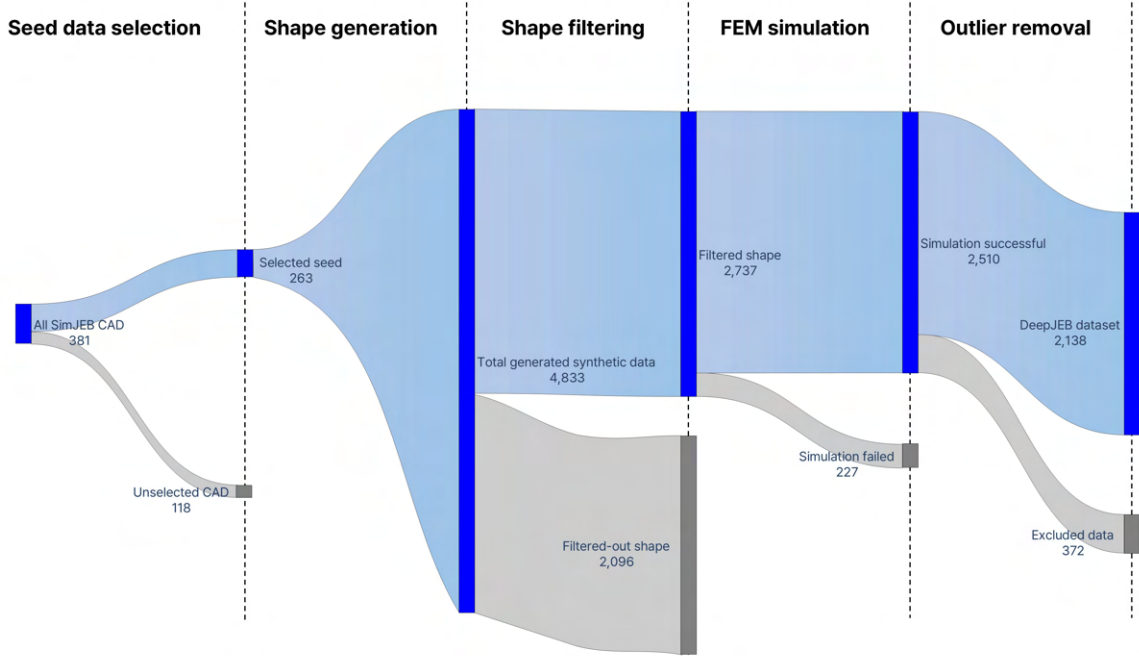 Seed data selection
Shape generation
Shape filtering
FEM simulation
Outlier removal
All SimJEB CAD
381
Selected seed
263
Unselected CAD
118
Total generated synthetic data
4,833
Filtered shape
2,737
Filtered-out shape
2,096
Simulation successful
2,510
Simulation failed
227
DeepJEB dataset
2,138
Excluded data
372